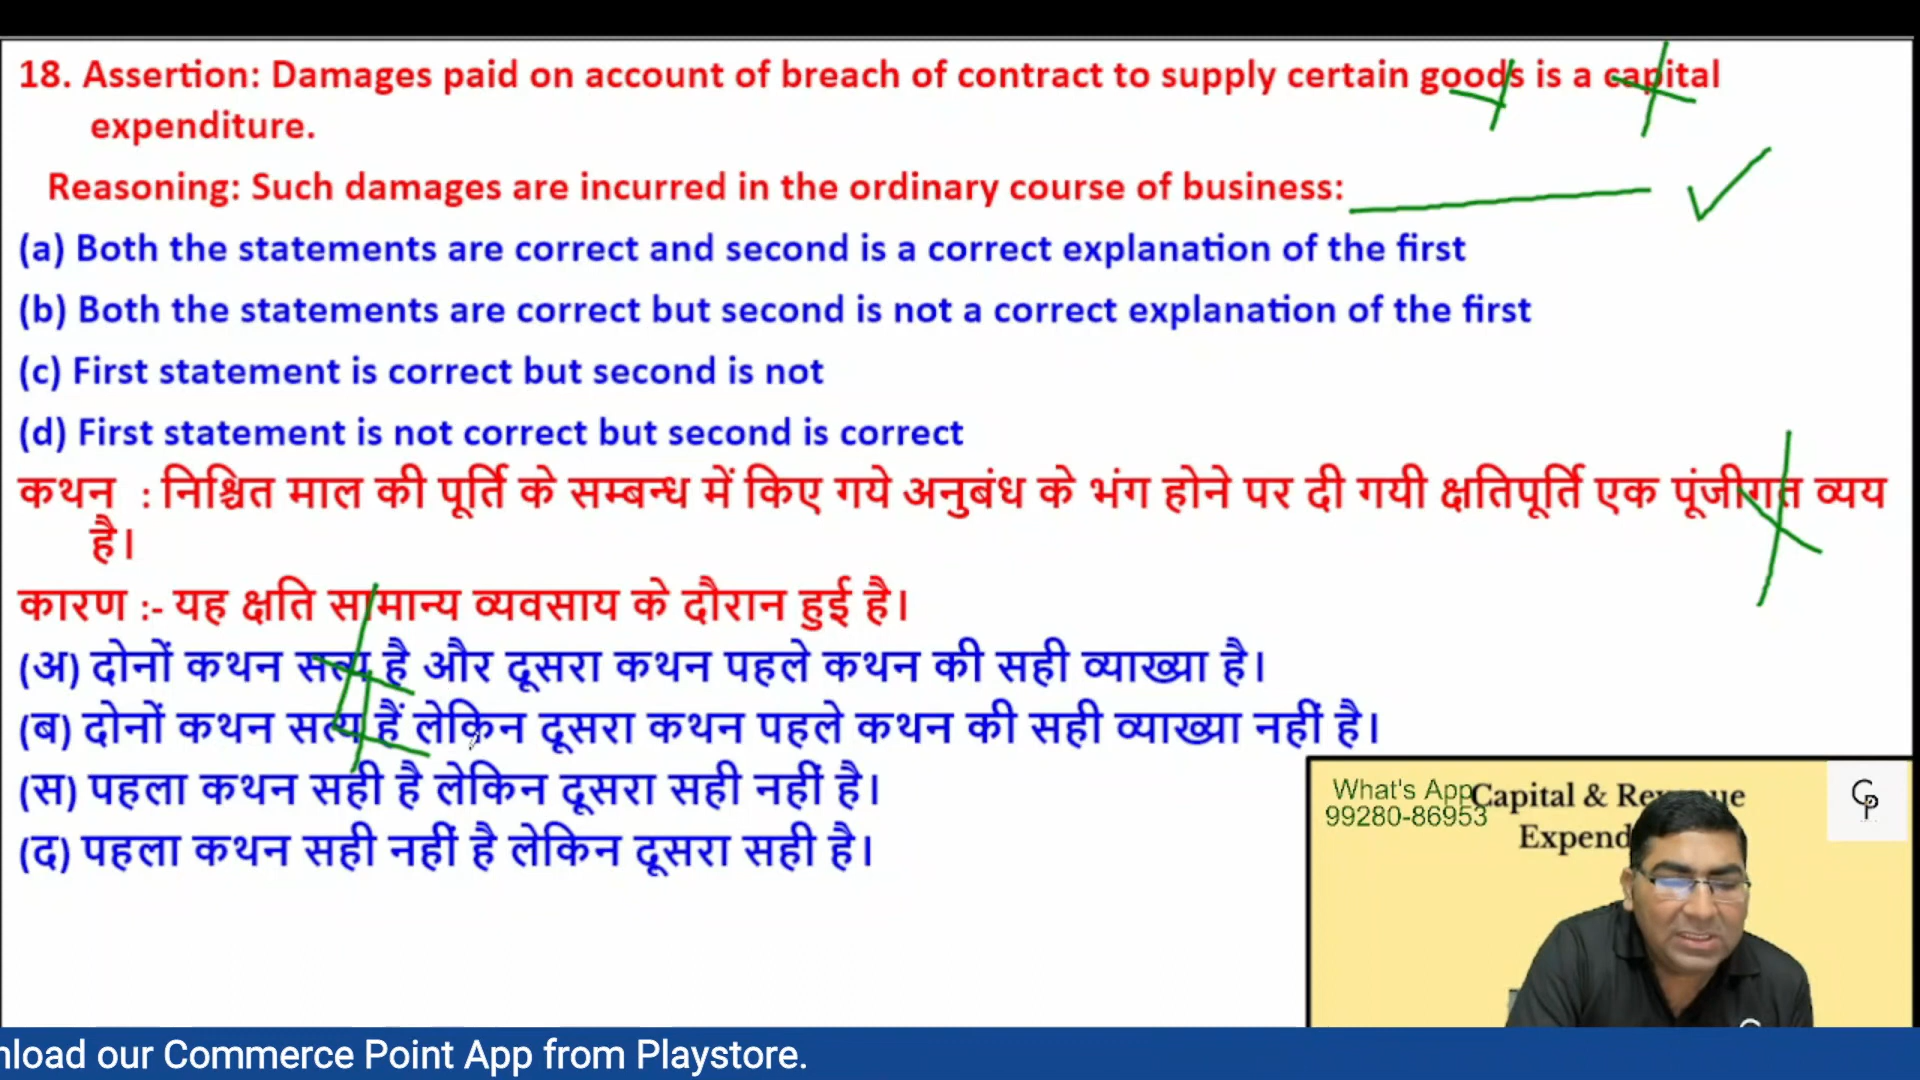 18. Assertion: Damages paid on account of breach of contract to supply certain goods is a capital
expenditure.
Reasoning: Such damages are incurred in the ordinary course of business:
(a) Both the statements are correct and second is a correct explanation of the first
(b) Both the statements are correct but second is not a correct explanation of the first
(c) First statement is correct but second is not
(d) First statement is not correct but second is correct
कथन : निश्चित माल की पूर्ति के सम्बन्ध में किए गये अनुबंध के भंग होने पर दी गयी क्षतिपूर्ति एक पूंजीगत व्यय
है।
कारण :- यह क्षति सामान्य व्यवसाय के दौरान हुई है।
(अ) दोनों कथन सत्य है और दूसरा कथन पहले कथन की सही व्याख्या है।
(ब) दोनों कथन सत्य हैं लेकिन दूसरा कथन पहले कथन की सही व्याख्या नहीं है।
(स) पहला कथन सही है लेकिन दूसरा सही नहीं है।
(द) पहला कथन सही नहीं है लेकिन दूसरा सही है।
What's App
99280-86953
Capital &
Expend
CP
nload our Commerce Point App from Playstore.